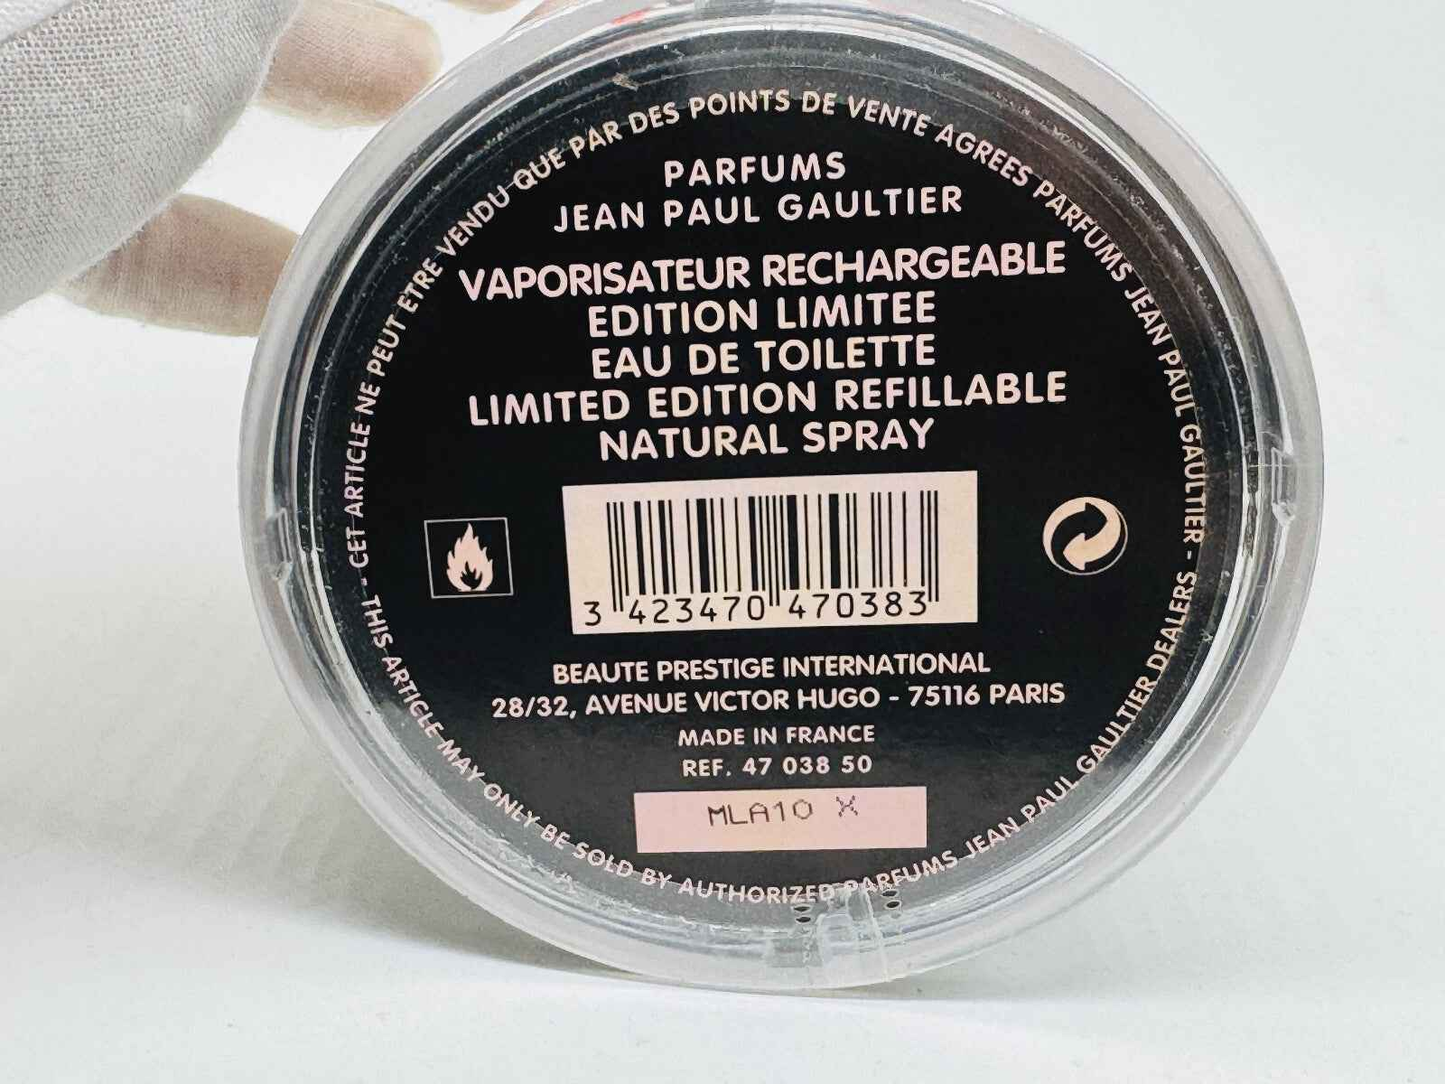 - CET ARTICLE NE PEUT ETRE VENDU QUE PAR DES POINTS DE VENTE AGREES PARFUMS JEAN PAUL GAULTIER -
PARFUMS
JEAN PAUL GAULTIER
VAPORISATEUR RECHARGEABLE
EDITION LIMITEE
EAU DE TOILETTE
LIMITED EDITION REFILLABLE
NATURAL SPRAY
3 423470 470383
BEAUTE PRESTIGE INTERNATIONAL
28/32, AVENUE VICTOR HUGO - 75116 PARIS
MADE IN FRANCE
REF. 47 038 50
MLA10 X
THIS ARTICLE MAY ONLY BE SOLD BY AUTHORIZED PARFUMS JEAN PAUL GAULTIER DEALERS